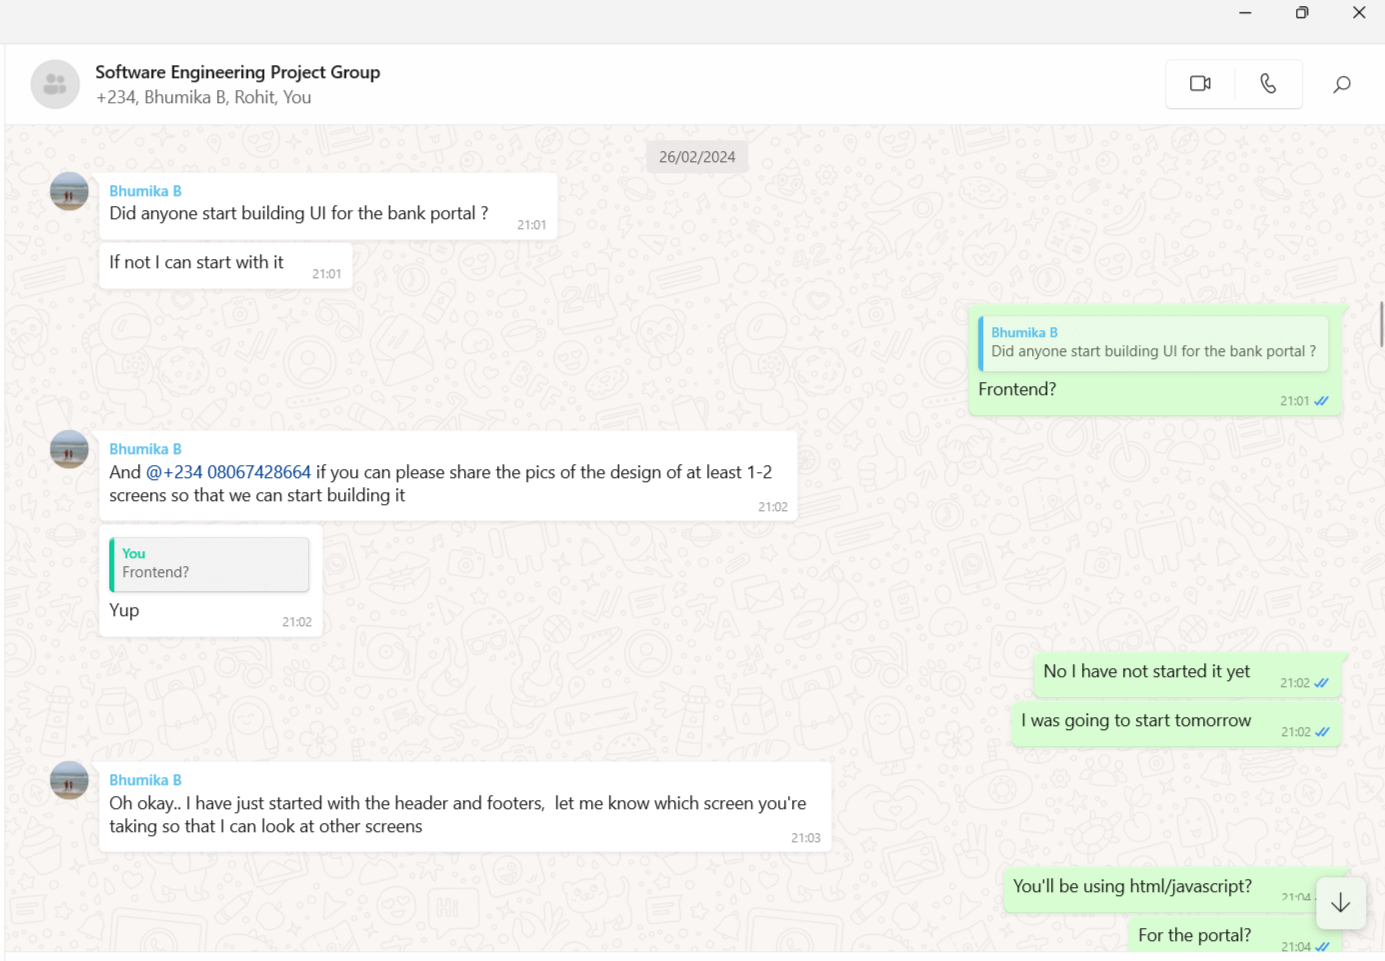 Software Engineering Project Group
+234, Bhumika B, Rohit, You
26/02/2024
Bhumika B
Did anyone start building UI for the bank portal ?
21:01
If not I can start with it
21:01
Bhumika B
Did anyone start building UI for the bank portal ?
Frontend?
21:01
Bhumika B
And @+234 08067428664 if you can please share the pics of the design of at least 1-2
screens so that we can start building it
21:02
You
Frontend?
Yup
21:02
No I have not started it yet
21:02
I was going to start tomorrow
21:02
Bhumika B
Oh okay.. I have just started with the header and footers,  let me know which screen you're
taking so that I can look at other screens
21:03
You'll be using html/javascript?
21:04
For the portal?
21:04